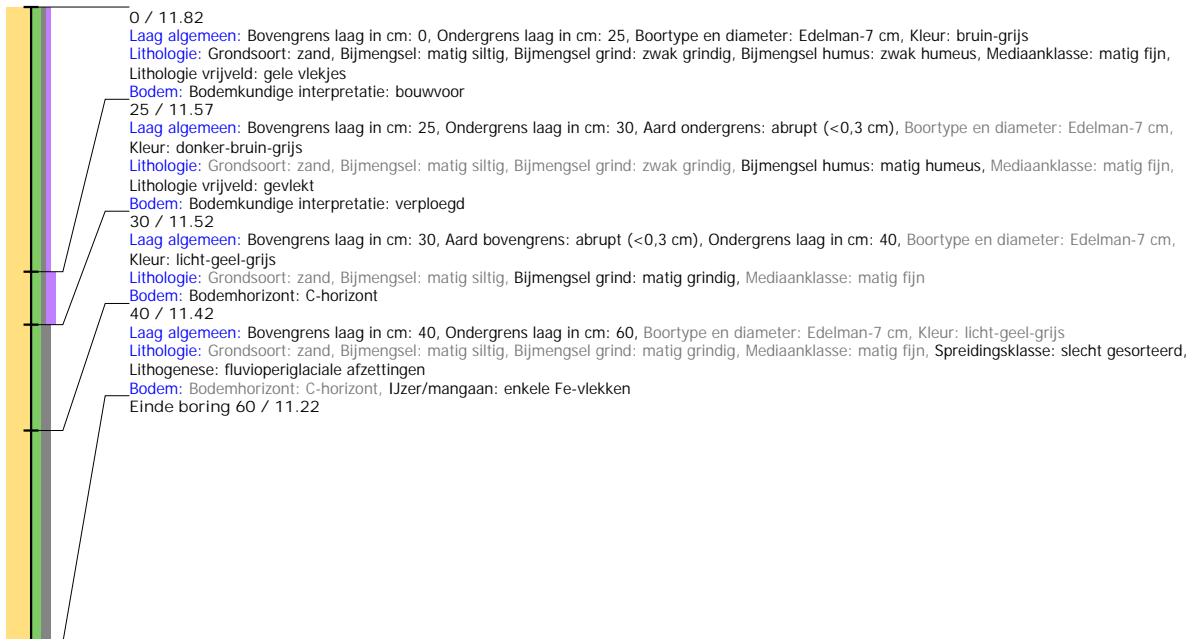 0 / 11.82
Laag algemeen: Bovengrens laag in cm: 0, Ondergrens laag in cm: 25, Boortype en diameter: Edelman-7 cm, Kleur: bruin-grijs
Lithologie: Grondsoort: zand, Bijmengsel: matig siltig, Bijmengsel grind: zwak grindig, Bijmengsel humus: zwak humeus, Mediaanklasse: matig fijn,
Lithologie vrijveld: gele vlekjes
Bodem: Bodemkundige interpretatie: bouwvoor
25 / 11.57
Laag algemeen: Bovengrens laag in cm: 25, Ondergrens laag in cm: 30, Aard ondergrens: abrupt (<0,3 cm), Boortype en diameter: Edelman-7 cm,
Kleur: donker-bruin-grijs
Lithologie: Grondsoort: zand, Bijmengsel: matig siltig, Bijmengsel grind: zwak grindig, Bijmengsel humus: matig humeus, Mediaanklasse: matig fijn,
Lithologie vrijveld: gevlekt
Bodem: Bodemkundige interpretatie: verploegd
30 / 11.52
Laag algemeen: Bovengrens laag in cm: 30, Aard bovengrens: abrupt (<0,3 cm), Ondergrens laag in cm: 40, Boortype en diameter: Edelman-7 cm,
Kleur: licht-geel-grijs
Lithologie: Grondsoort: zand, Bijmengsel: matig siltig, Bijmengsel grind: matig grindig, Mediaanklasse: matig fijn
Bodem: Bodemhorizont: C-horizont
40 / 11.42
Laag algemeen: Bovengrens laag in cm: 40, Ondergrens laag in cm: 60, Boortype en diameter: Edelman-7 cm, Kleur: licht-geel-grijs
Lithologie: Grondsoort: zand, Bijmengsel: matig siltig, Bijmengsel grind: matig grindig, Mediaanklasse: matig fijn, Spreidingsklasse: slecht gesorteerd,
Lithogenese: fluvioperiglaciale afzettingen
Bodem: Bodemhorizont: C-horizont, IJzer/mangaan: enkele Fe-vlekken
Einde boring 60 / 11.22